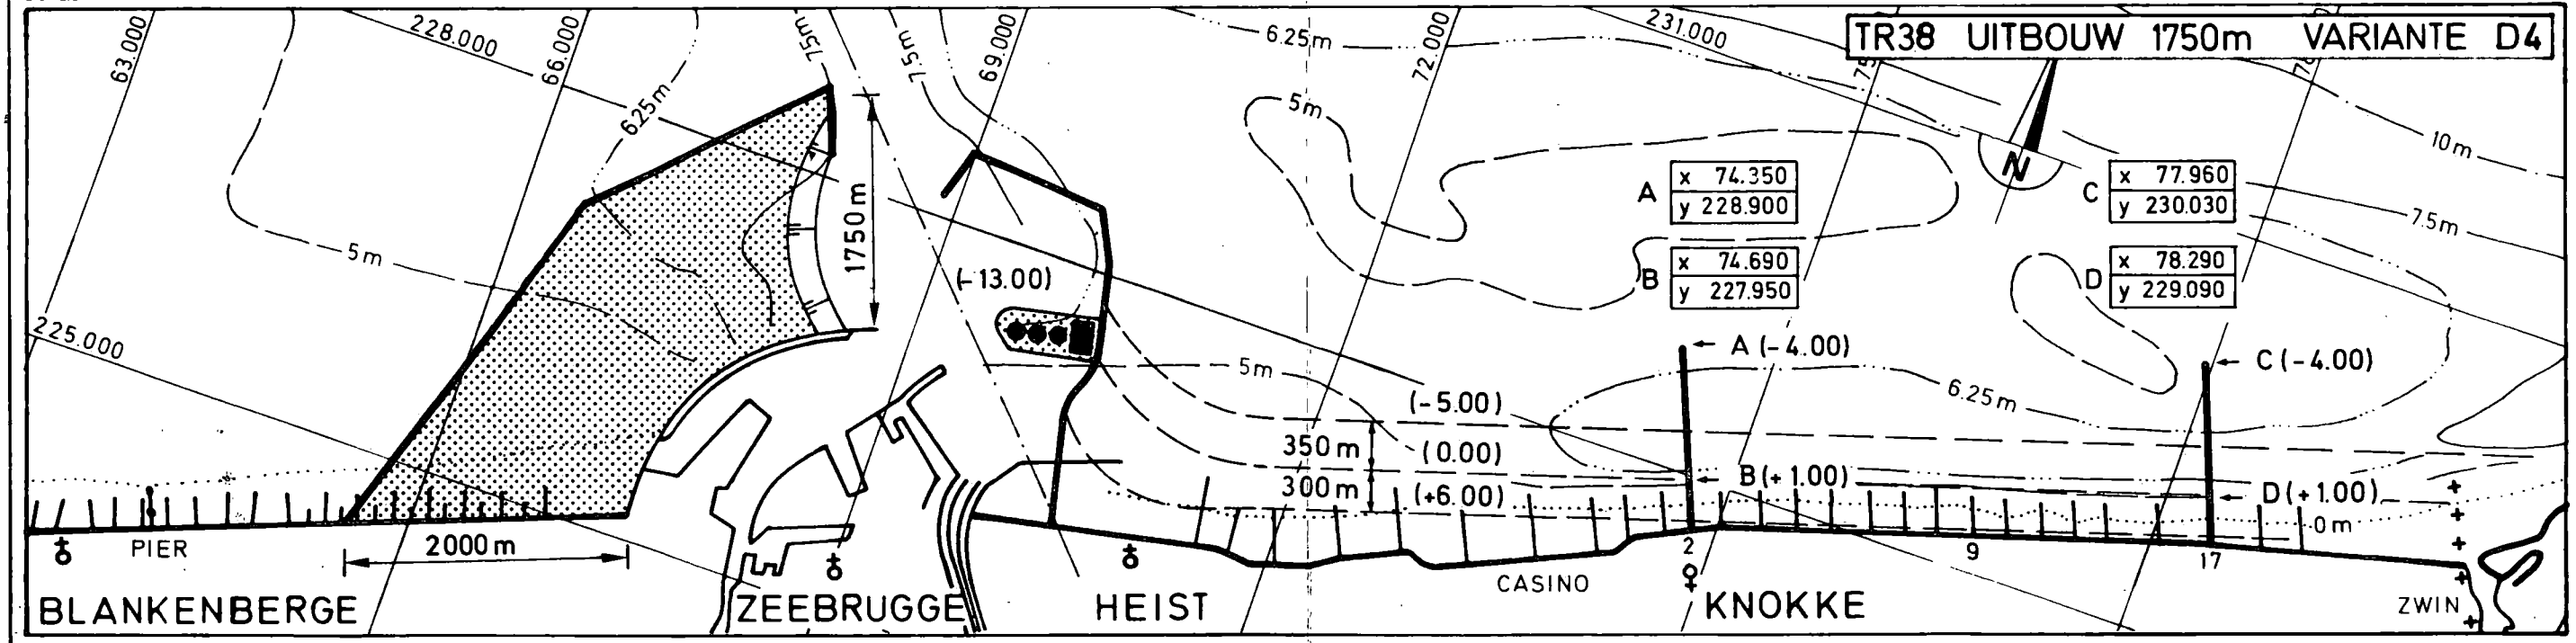 TR38 UITBOUW 1750m VARIANTE D4
63.000
228.000
66.000
7.5m
7.5m
69.000
6.25m
72.000
231.000
6.25m
5m
10m
7.5m
A
x 74.350
y 228.900
B
x 74.690
y 227.950
N
C
x 77.960
y 230.030
D
x 78.290
y 229.090
1750m
5m
(-13.00)
225.000
5m
A (-4.00)
C (-4.00)
6.25m
(-5.00)
350m
(0.00)
300m
(+6.00)
B (+1.00)
D (+1.00)
0m
PIER
2000m
2
9
17
CASINO
BLANKENBERGE
ZEEBRUGGE
HEIST
KNOKKE
ZWIN